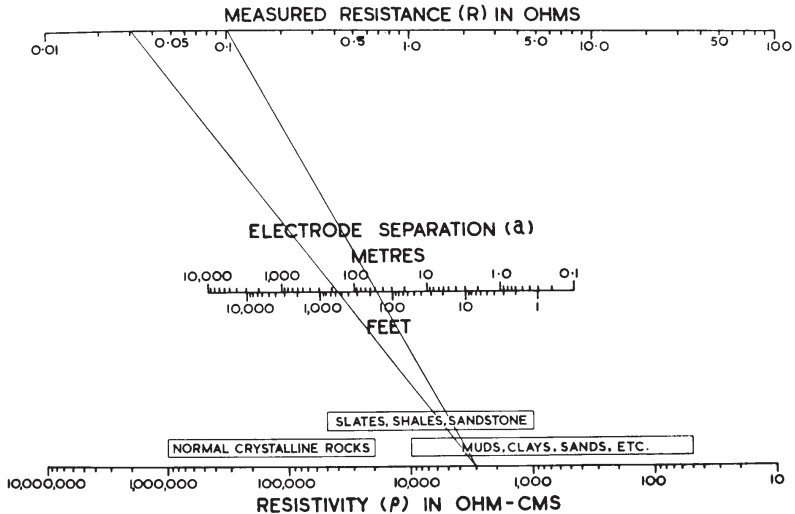 MEASURED RESISTANCE (R) IN OHMS
0·01 0·05 0·1 0·5 1·0 5·0 10·0 50 100
ELECTRODE SEPARATION (a)
METRES
10,000 1,000 100 10 1·0 0·1
10,000 1,000 100 10 1
FEET
SLATES, SHALES, SANDSTONE
NORMAL CRYSTALLINE ROCKS MUDS, CLAYS, SANDS, ETC.
10,000,000 1,000,000 100,000 10,000 1,000 100 10
RESISTIVITY (ρ) IN OHM-CMS